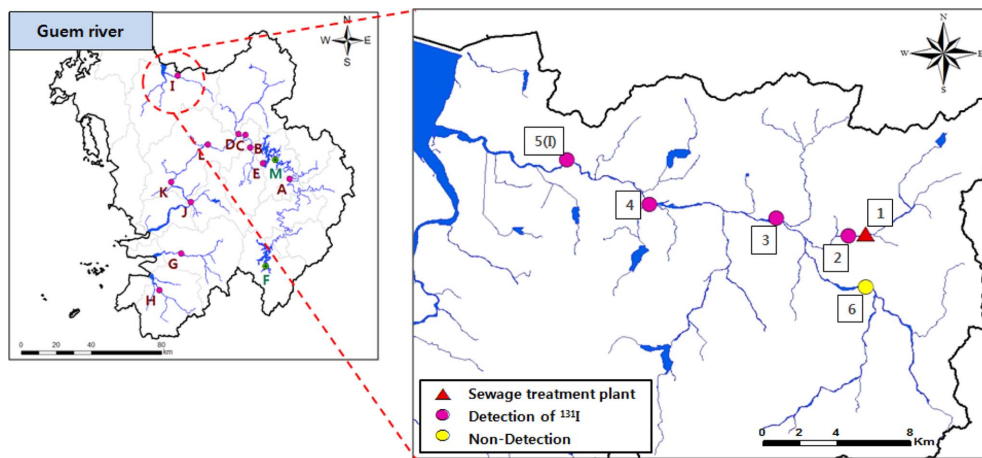 Guem river
N
W E
S
I
D C
B
L
E
M
A
K
J
G
F
H
0 20 40 80
km
N
W E
S
5(I)
4
3
2
1
6
Sewage treatment plant
Detection of ¹³¹I
Non-Detection
0 2 4 8
Km